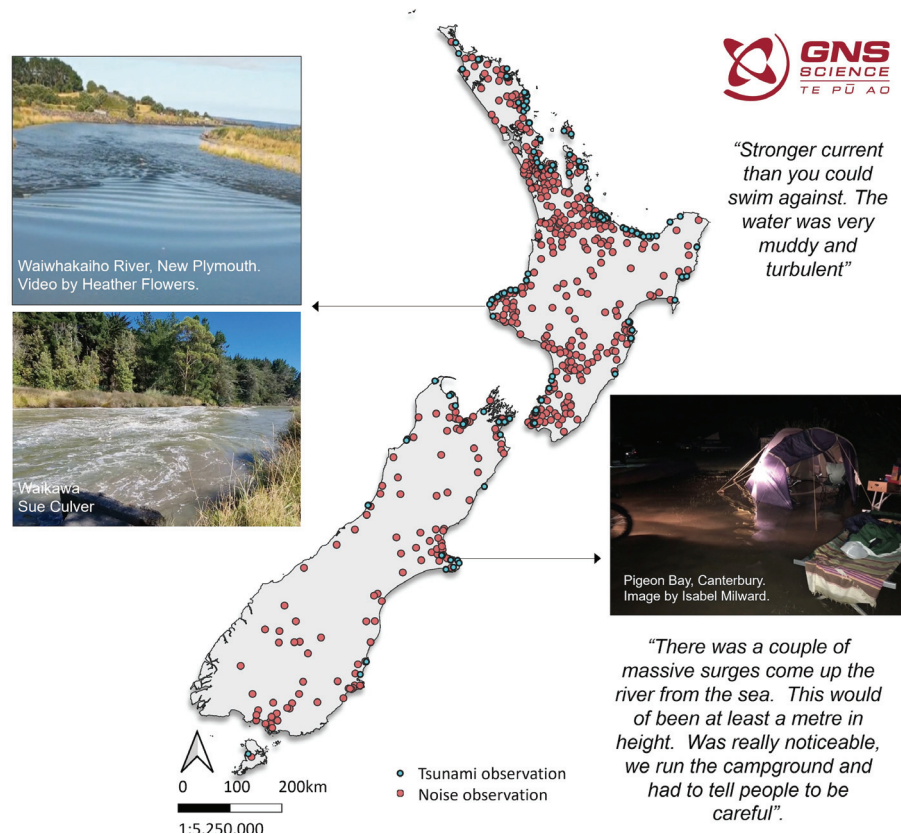 GNS
SCIENCE
TE PŪ AO
“Stronger current
than you could
swim against. The
water was very
muddy and
turbulent”
Waiwhakaiho River, New Plymouth.
Video by Heather Flowers.
Waikawa
Sue Culver
Pigeon Bay, Canterbury.
Image by Isabel Milward.
“There was a couple of
massive surges come up the
river from the sea.  This would
of been at least a metre in
height.  Was really noticeable,
we run the campground and
had to tell people to be
careful”.
Tsunami observation
Noise observation
0 100 200km
1:5,250,000